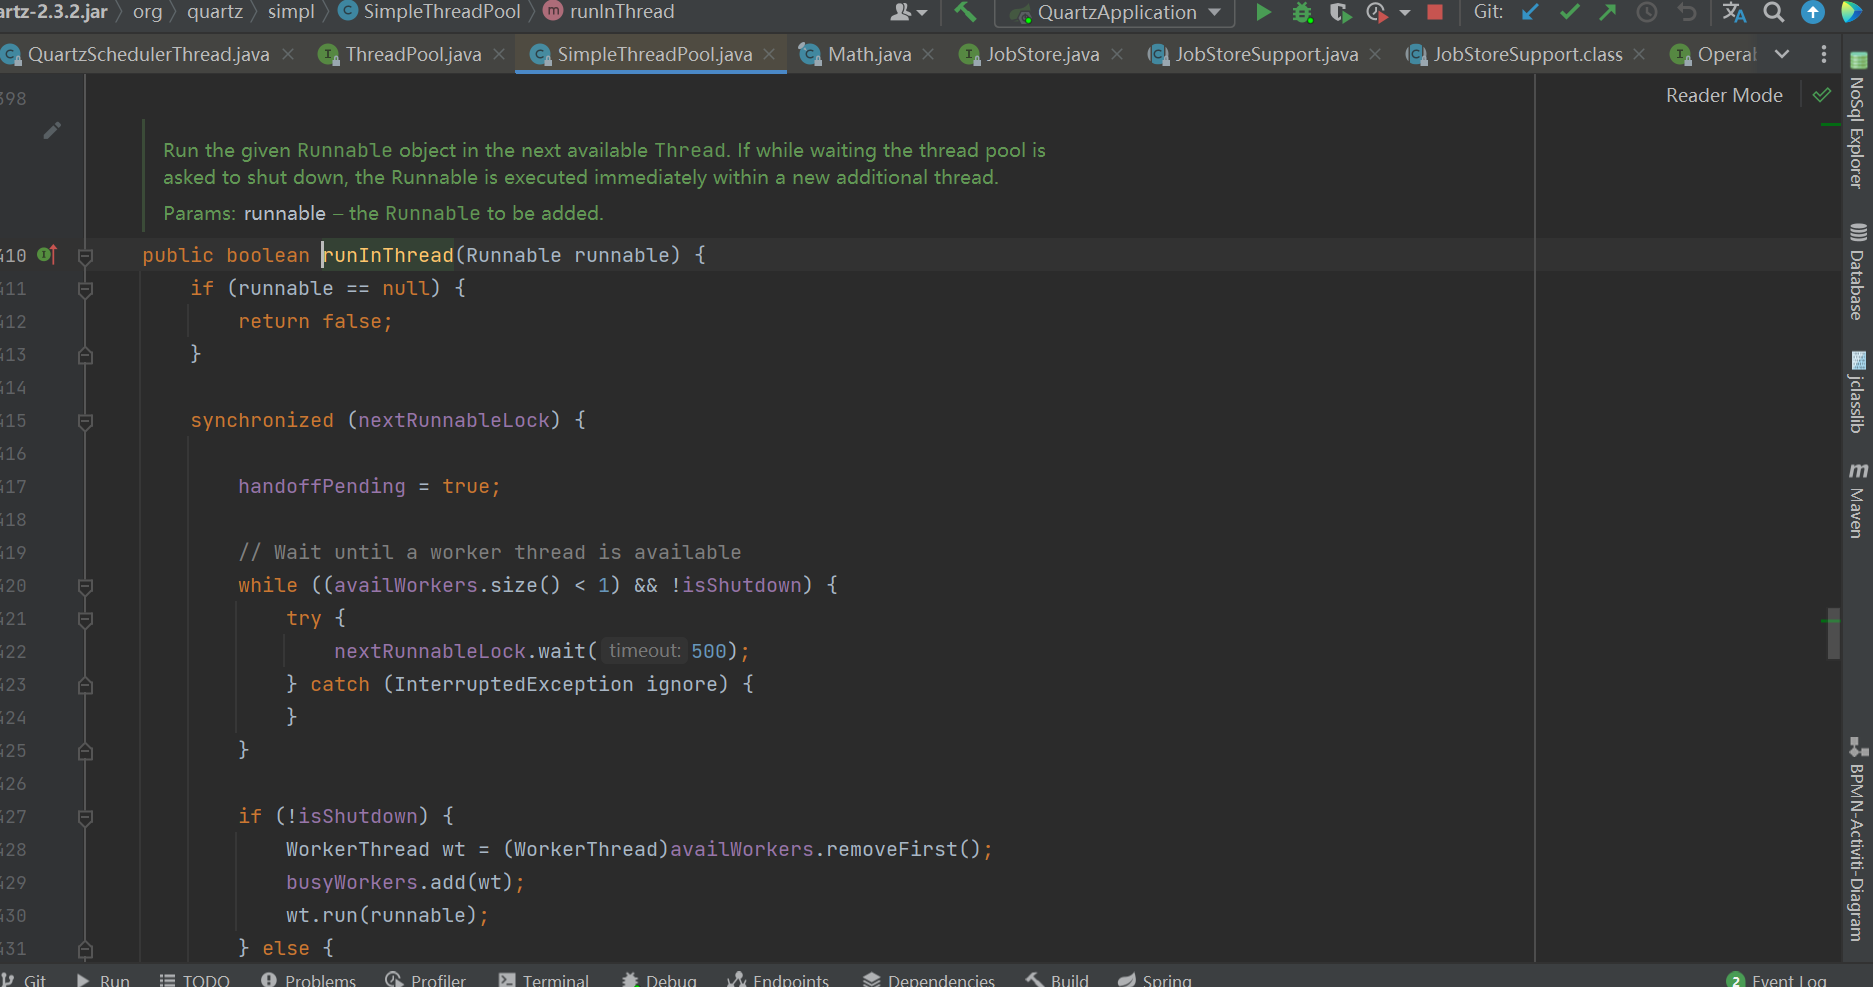 artz-2.3.2.jar org quartz simpl SimpleThreadPool runInThread QuartzApplication Git:
QuartzSchedulerThread.java ThreadPool.java SimpleThreadPool.java Math.java JobStore.java JobStoreSupport.java JobStoreSupport.class Operab
398 Reader Mode
Run the given Runnable object in the next available Thread. If while waiting the thread pool is
asked to shut down, the Runnable is executed immediately within a new additional thread.
Params: runnable – the Runnable to be added.
410 public boolean runInThread(Runnable runnable) {
411 if (runnable == null) {
412 return false;
413 }
414
415 synchronized (nextRunnableLock) {
416
417 handoffPending = true;
418
419 // Wait until a worker thread is available
420 while ((availWorkers.size() < 1) && !isShutdown) {
421 try {
422 nextRunnableLock.wait( timeout: 500);
423 } catch (InterruptedException ignore) {
424 }
425 }
426
427 if (!isShutdown) {
428 WorkerThread wt = (WorkerThread)availWorkers.removeFirst();
429 busyWorkers.add(wt);
430 wt.run(runnable);
431 } else {
NoSql Explorer
Database
jclasslib
Maven
BPMN-Activiti-Diagram
Git Run TODO Problems Profiler Terminal Debug Endpoints Dependencies Build Spring 2 Event Log